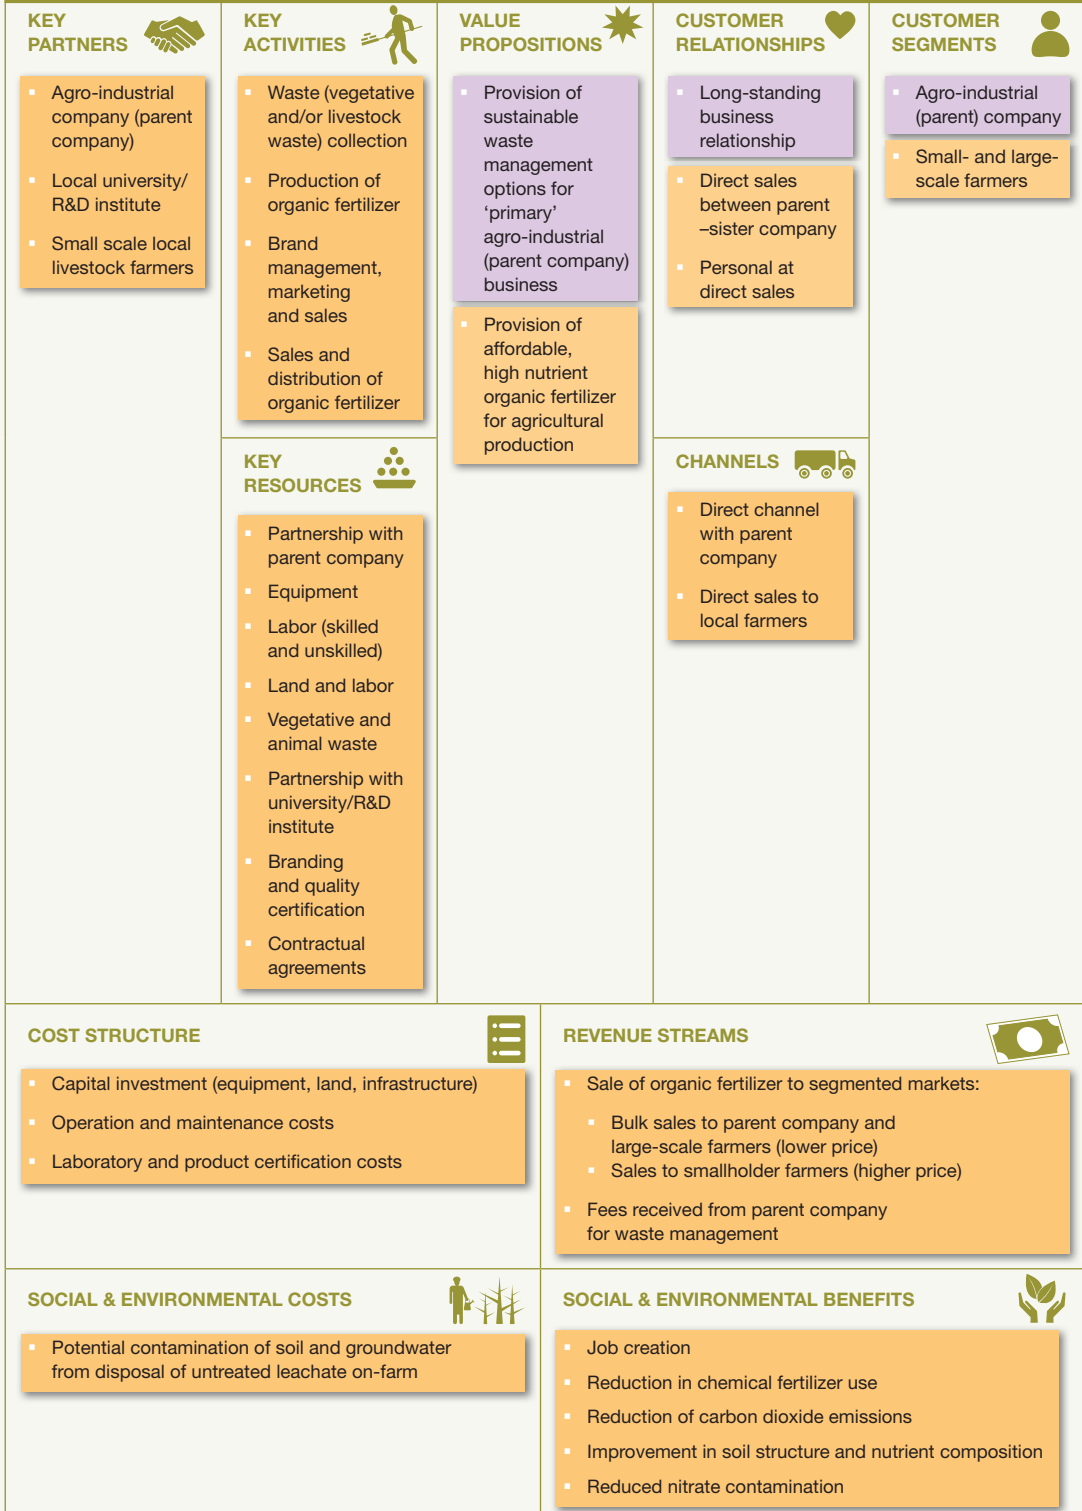 KEY
PARTNERS
Agro-industrial
company (parent
company)
Local university/
R&D institute
Small scale local
livestock farmers
KEY
ACTIVITIES
Waste (vegetative
and/or livestock
waste) collection
Production of
organic fertilizer
Brand
management,
marketing
and sales
Sales and
distribution of
organic fertilizer
KEY
RESOURCES
Partnership with
parent company
Equipment
Labor (skilled
and unskilled)
Land and labor
Vegetative and
animal waste
Partnership with
university/R&D
institute
Branding
and quality
certification
Contractual
agreements
VALUE
PROPOSITIONS
Provision of
sustainable
waste
management
options for
‘primary’
agro-industrial
(parent company)
business
Provision of
affordable,
high nutrient
organic fertilizer
for agricultural
production
CUSTOMER
RELATIONSHIPS
Long-standing
business
relationship
Direct sales
between parent
–sister company
Personal at
direct sales
CHANNELS
Direct channel
with parent
company
Direct sales to
local farmers
CUSTOMER
SEGMENTS
Agro-industrial
(parent) company
Small- and large-
scale farmers
COST STRUCTURE
Capital investment (equipment, land, infrastructure)
Operation and maintenance costs
Laboratory and product certification costs
REVENUE STREAMS
Sale of organic fertilizer to segmented markets:
Bulk sales to parent company and
large-scale farmers (lower price)
Sales to smallholder farmers (higher price)
Fees received from parent company
for waste management
SOCIAL & ENVIRONMENTAL COSTS
Potential contamination of soil and groundwater
from disposal of untreated leachate on-farm
SOCIAL & ENVIRONMENTAL BENEFITS
Job creation
Reduction in chemical fertilizer use
Reduction of carbon dioxide emissions
Improvement in soil structure and nutrient composition
Reduced nitrate contamination